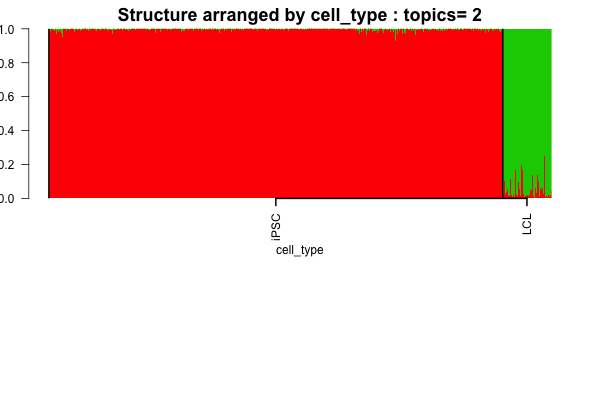 Structure arranged by cell_type : topics= 2
1.0
0.8
0.6
0.4
0.2
0.0
iPSC
LCL
cell_type